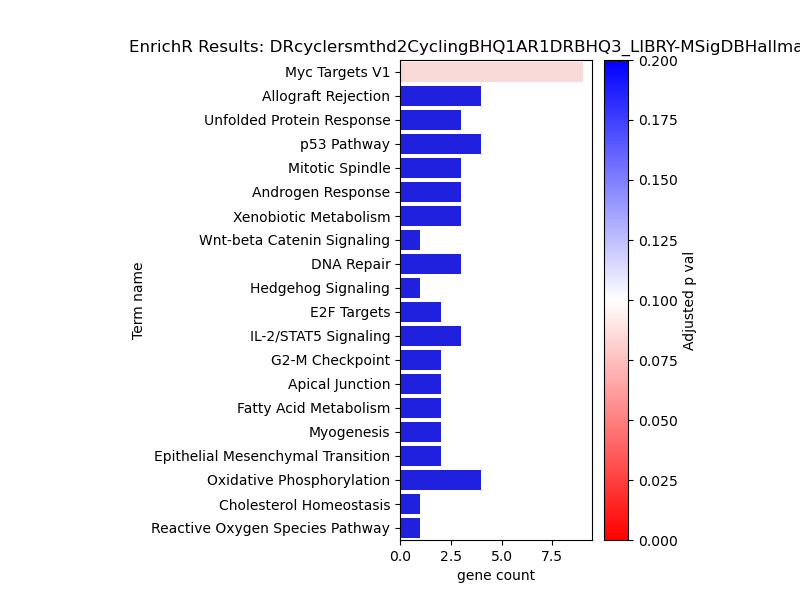 EnrichR Results: DRcyclersmthd2CyclingBHQ1AR1DRBHQ3_LIBRY-MSigDBHallma
Myc Targets V1
Allograft Rejection
Unfolded Protein Response
p53 Pathway
Mitotic Spindle
Androgen Response
Xenobiotic Metabolism
Wnt-beta Catenin Signaling
DNA Repair
Hedgehog Signaling
E2F Targets
IL-2/STAT5 Signaling
G2-M Checkpoint
Apical Junction
Fatty Acid Metabolism
Myogenesis
Epithelial Mesenchymal Transition
Oxidative Phosphorylation
Cholesterol Homeostasis
Reactive Oxygen Species Pathway
Term name
0.0 2.5 5.0 7.5
gene count
0.200
0.175
0.150
0.125
0.100
0.075
0.050
0.025
0.000
Adjusted p val